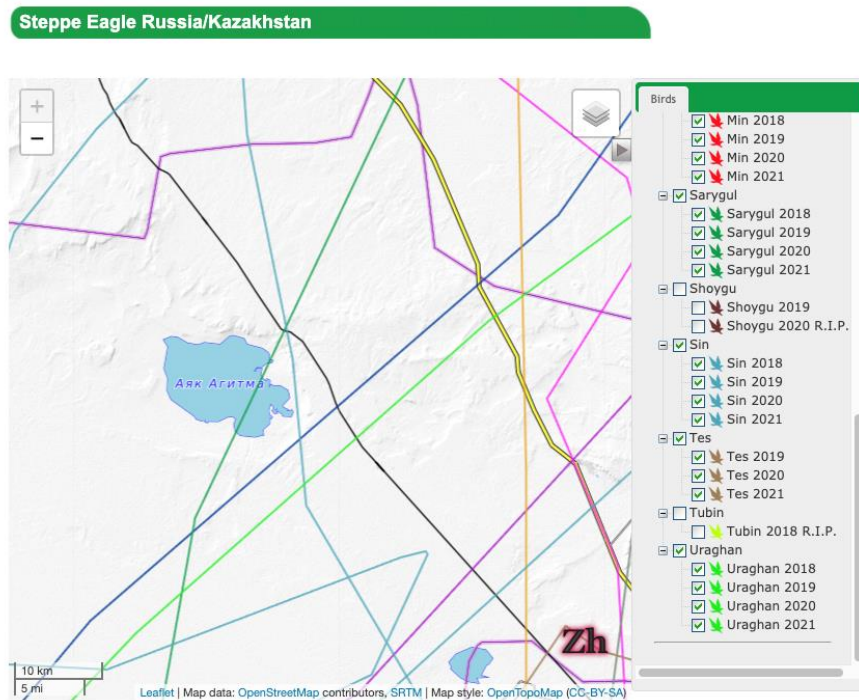 Steppe Eagle Russia/Kazakhstan
+
−
Birds
Min 2018
Min 2019
Min 2020
Min 2021
Sarygul
Sarygul 2018
Sarygul 2019
Sarygul 2020
Sarygul 2021
Shoygu
Shoygu 2019
Shoygu 2020 R.I.P.
Sin
Sin 2018
Sin 2019
Sin 2020
Sin 2021
Tes
Tes 2019
Tes 2020
Tes 2021
Tubin
Tubin 2018 R.I.P.
Uraghan
Uraghan 2018
Uraghan 2019
Uraghan 2020
Uraghan 2021
Аяк Агитма
Zh
10 km
5 mi
Leaflet | Map data: OpenStreetMap contributors, SRTM | Map style: OpenTopoMap (CC-BY-SA)